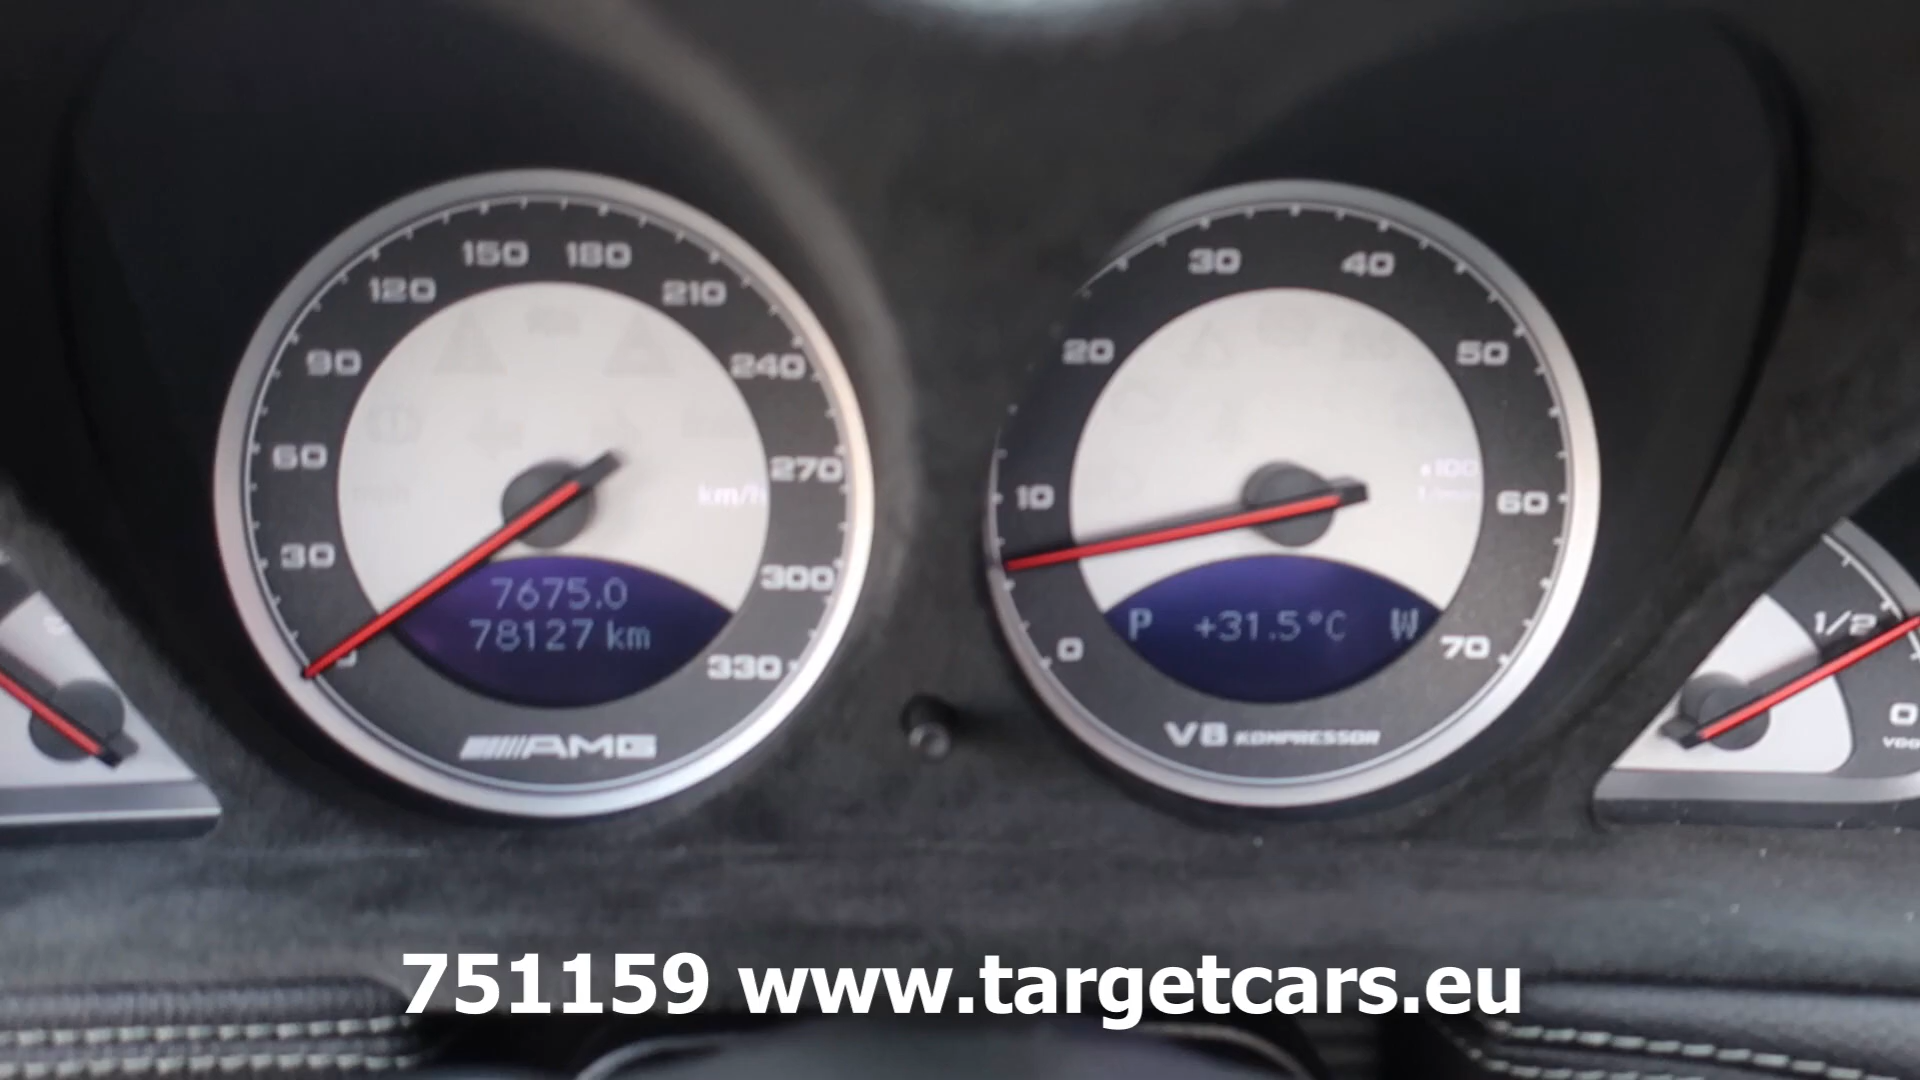 150 180
120 210
90 240
60 270
km/h
30 300
7675.0
78127 km
330
AMG
30 40
20 50
10 60
0 70
P +31.5°C W
V8 KOMPRESSOR
1/2
0
751159 www.targetcars.eu